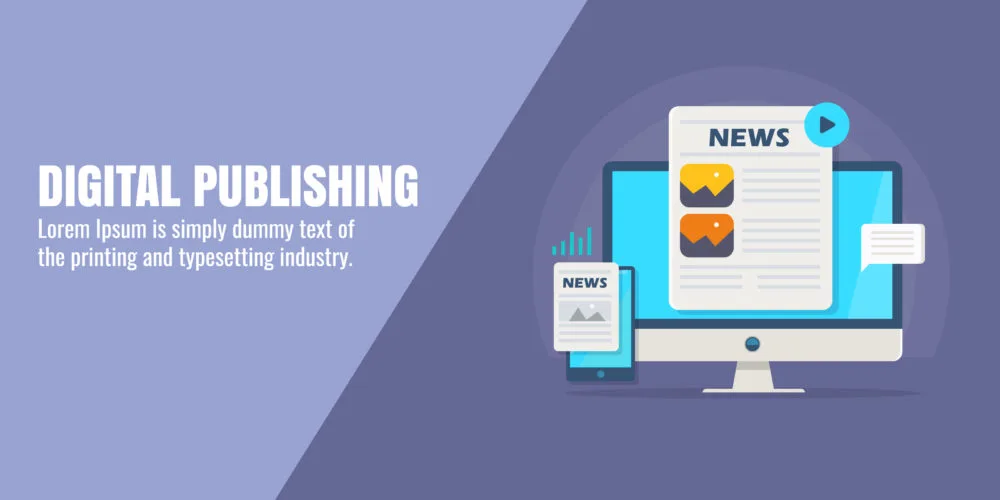 DIGITAL PUBLISHING
Lorem Ipsum is simply dummy text of
the printing and typesetting industry.
NEWS
NEWS